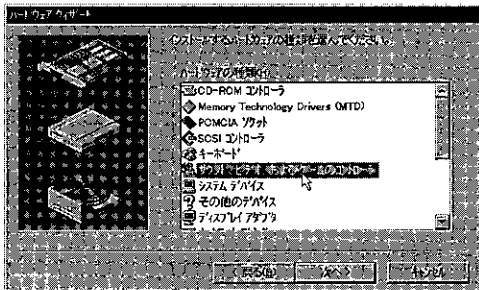 ハードウェア ウィザード
インストールするハードウェアの種類を選んでください。
ハードウェアの種類(H):
CD-ROM コントローラ
Memory Technology Drivers (MTD)
PCMCIA ソケット
SCSI コントローラ
キーボード
サウンド、ビデオ、およびゲームのコントローラ
システム デバイス
その他のデバイス
ディスプレイ アダプタ
< 戻る(B)
次へ >
キャンセル